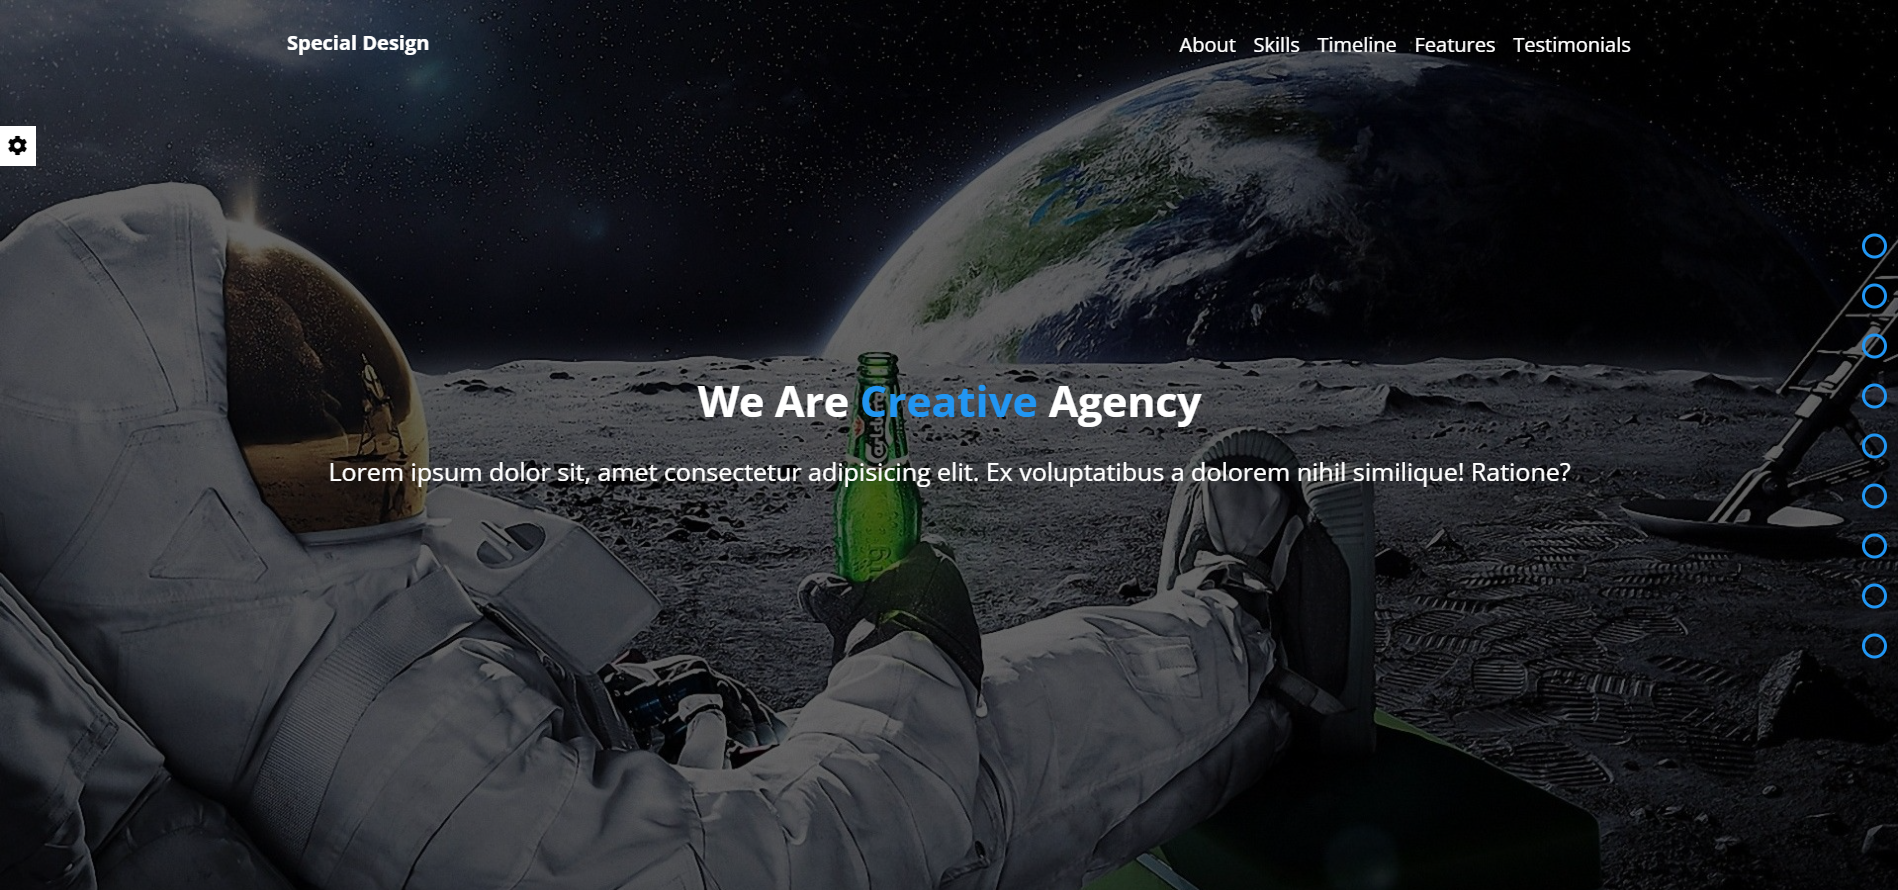 Special Design
About Skills Timeline Features Testimonials
We Are Creative Agency
Lorem ipsum dolor sit, amet consectetur adipisicing elit. Ex voluptatibus a dolorem nihil similique! Ratione?